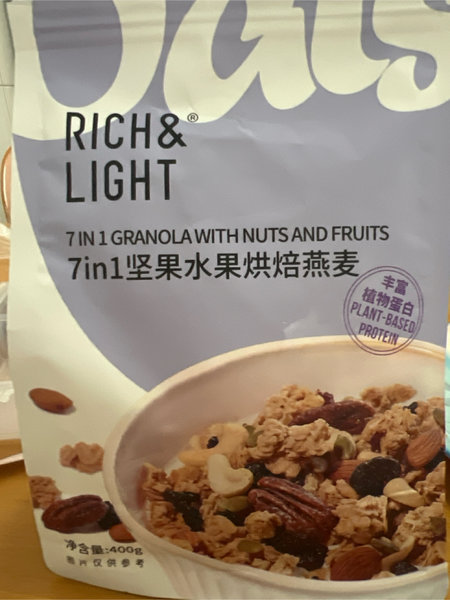 Oats
RICH&®
LIGHT
7 IN 1 GRANOLA WITH NUTS AND FRUITS
7in1坚果水果烘焙燕麦
丰富
植物蛋白
PLANT-BASED
PROTEIN
净含量:400g
图片仅供参考